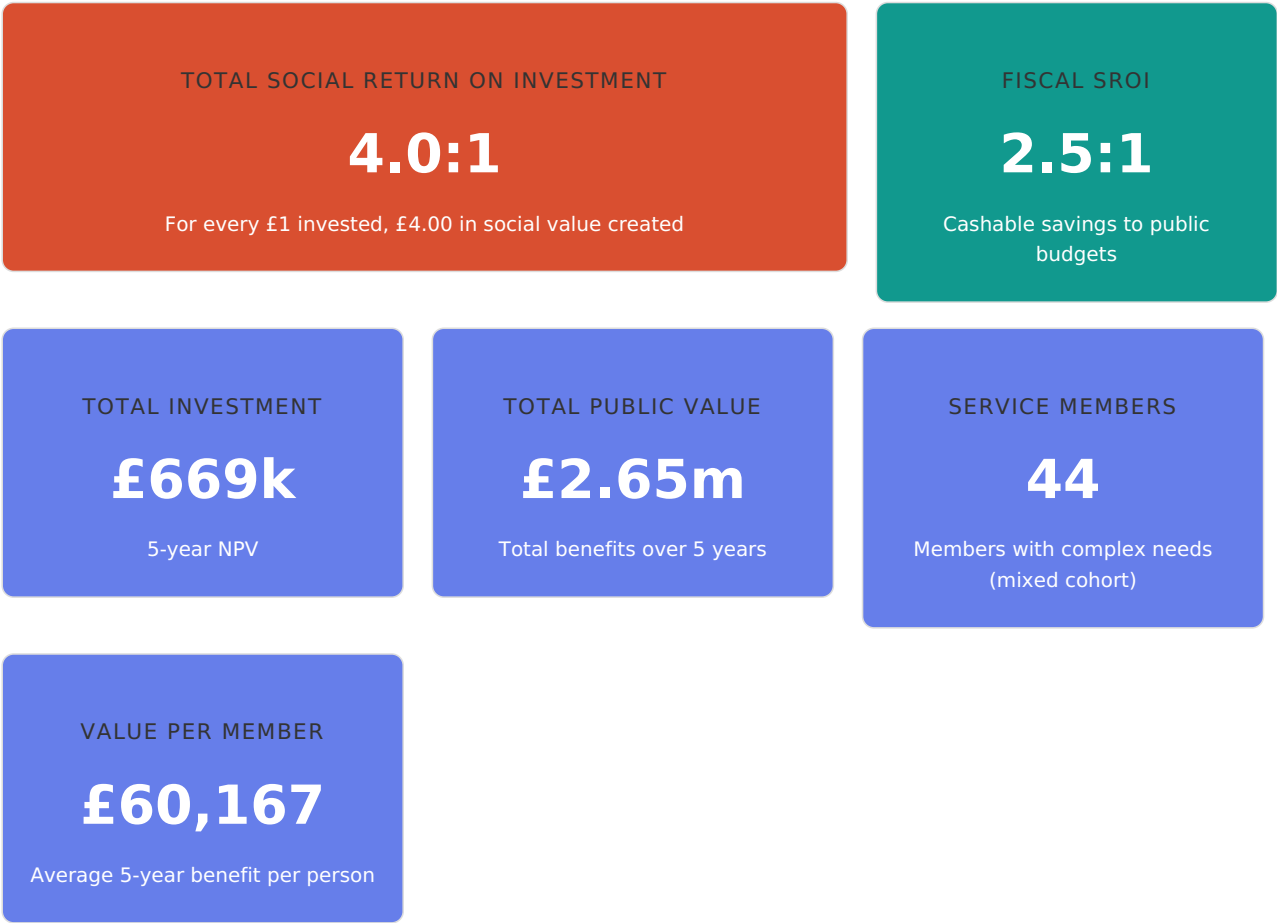 TOTAL SOCIAL RETURN ON INVESTMENT
4.0:1
For every £1 invested, £4.00 in social value created
FISCAL SROI
2.5:1
Cashable savings to public
budgets
TOTAL INVESTMENT
£669k
5-year NPV
TOTAL PUBLIC VALUE
£2.65m
Total benefits over 5 years
SERVICE MEMBERS
44
Members with complex needs
(mixed cohort)
VALUE PER MEMBER
£60,167
Average 5-year benefit per person